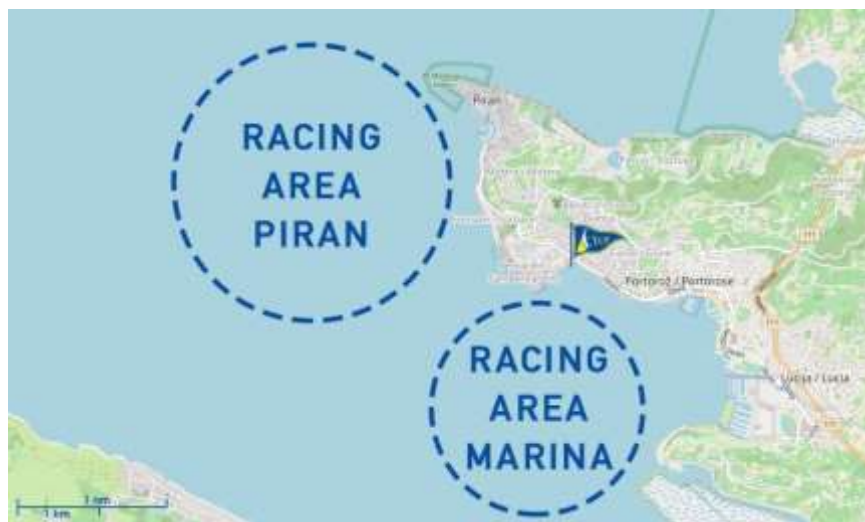 RACING
AREA
PIRAN
Piran
Portorož / Portorose
RACING
AREA
MARINA
Lucija / Lucia
1 nm
1 km